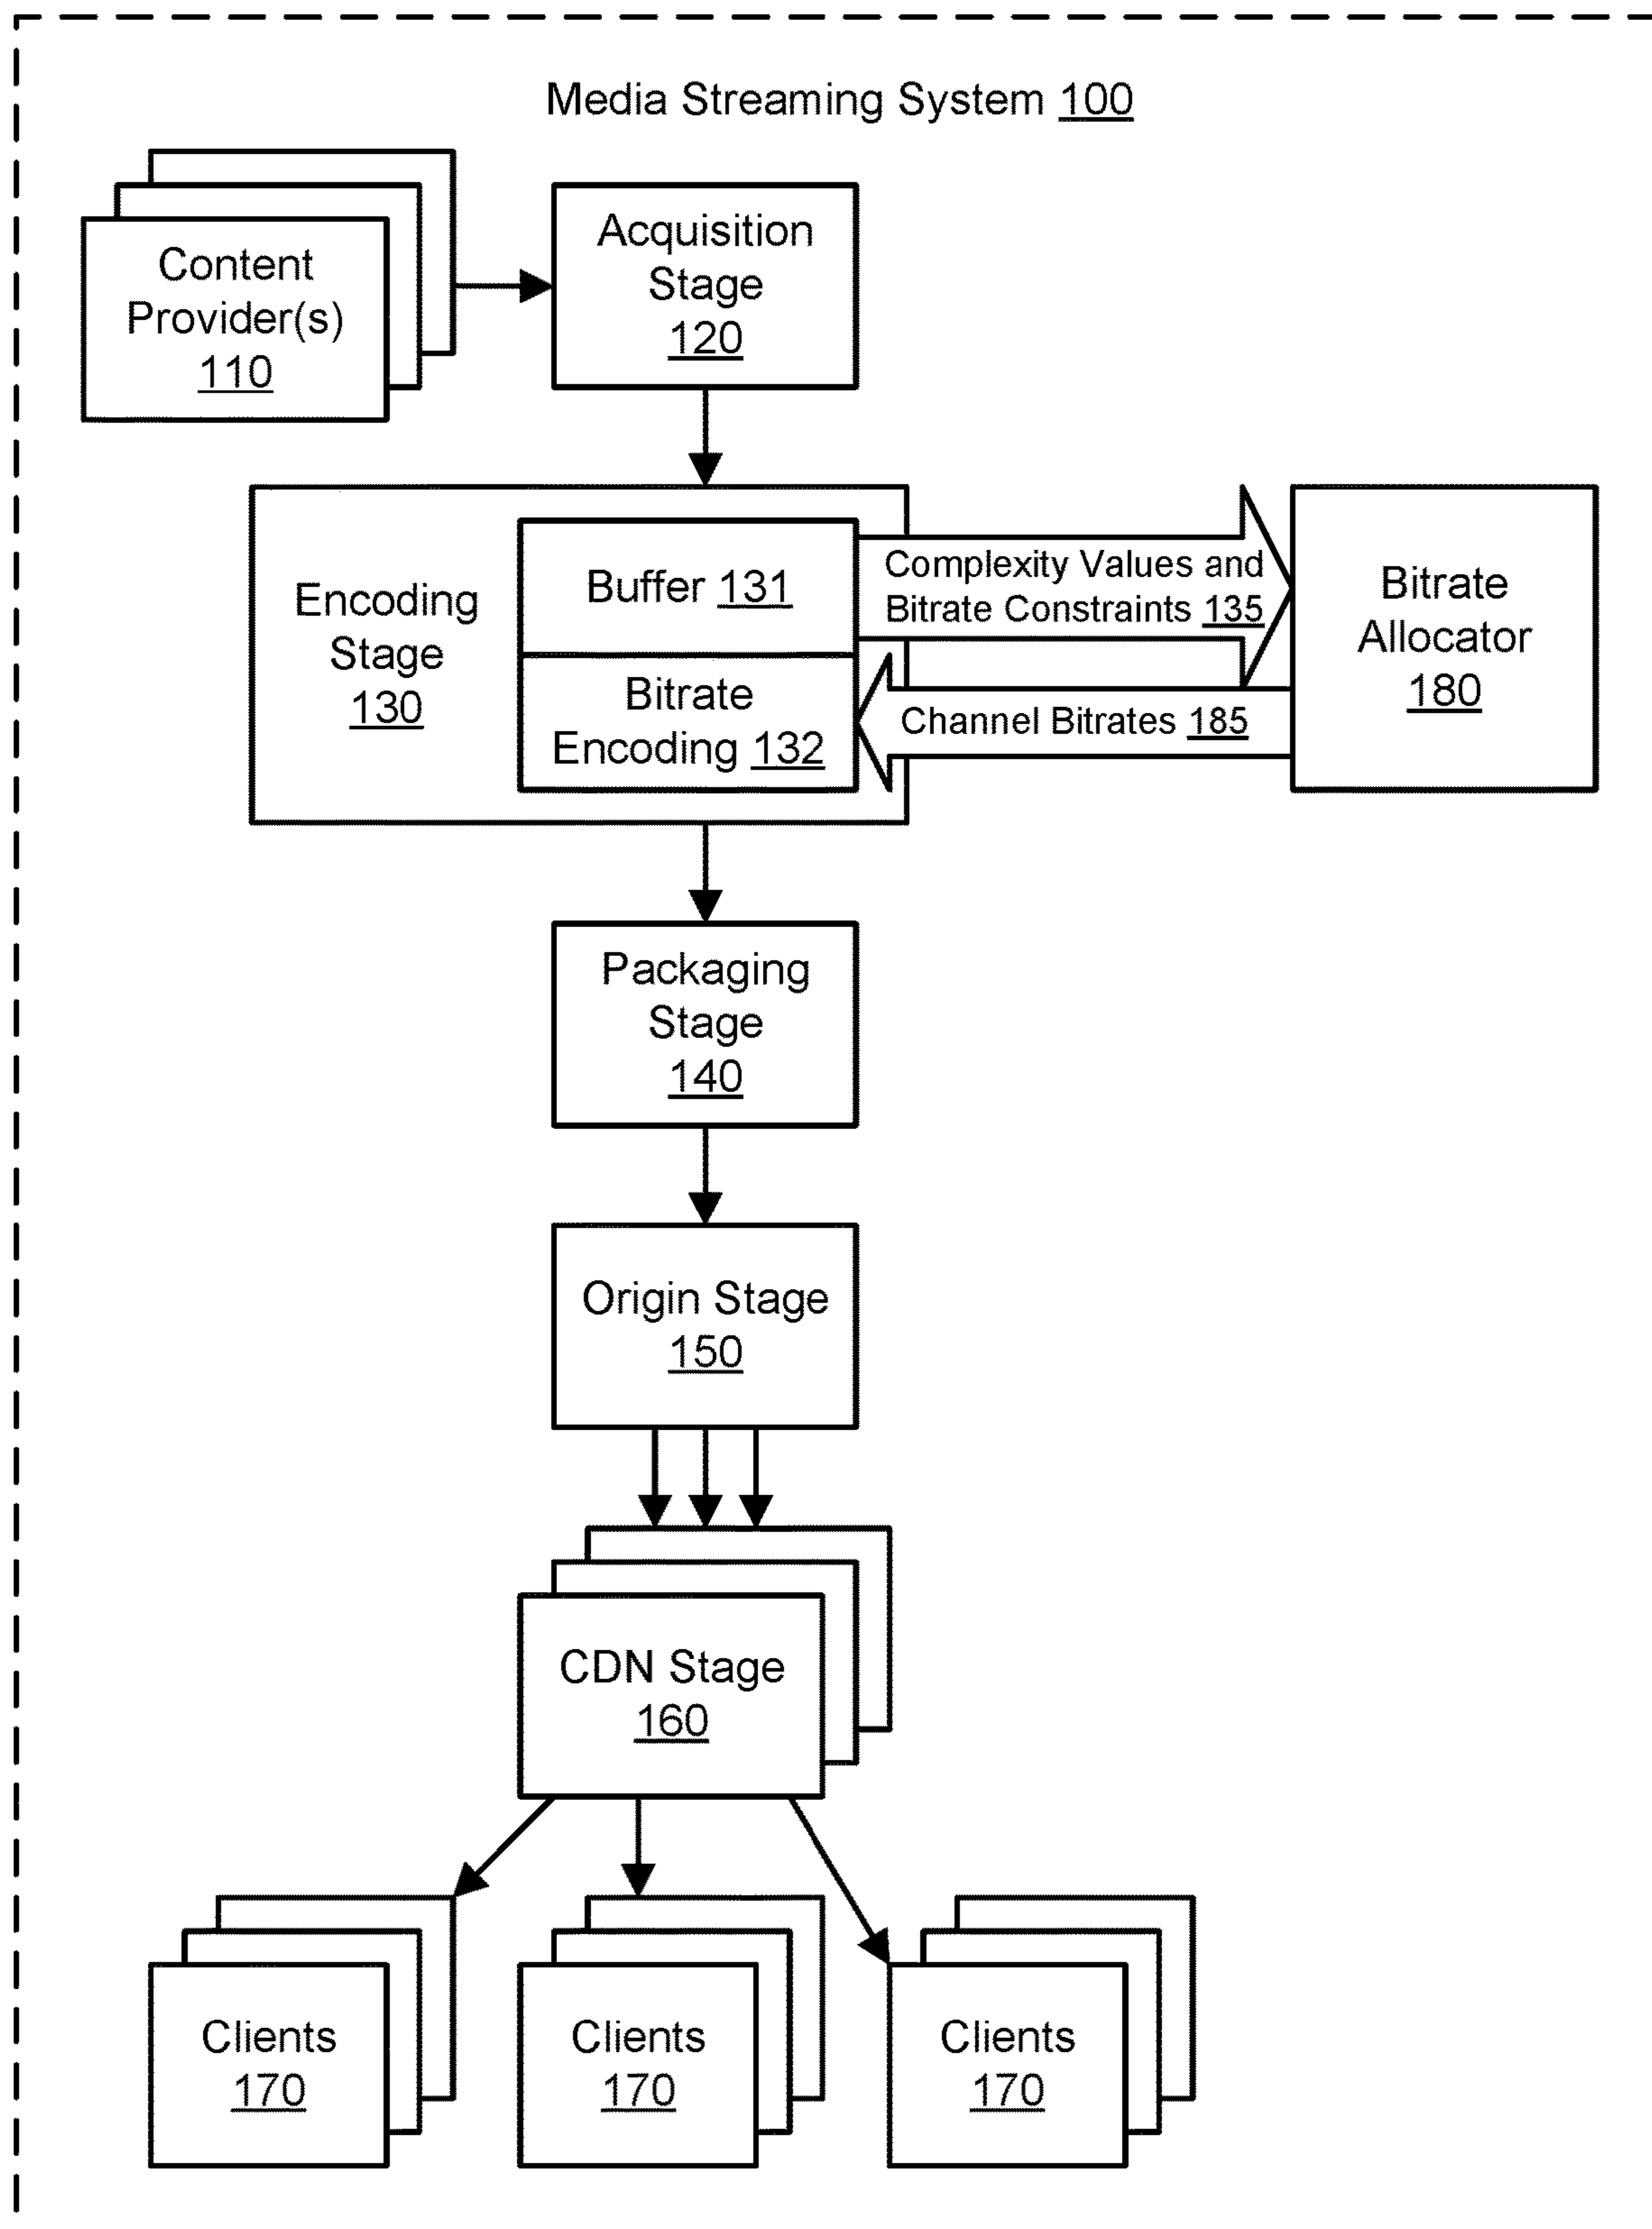 Media Streaming System 100
Content
Provider(s)
110
Acquisition
Stage
120
Encoding
Stage
130
Buffer 131
Bitrate
Encoding 132
Complexity Values and
Bitrate Constraints 135
Channel Bitrates 185
Bitrate
Allocator
180
Packaging
Stage
140
Origin Stage
150
CDN Stage
160
Clients
170
Clients
170
Clients
170